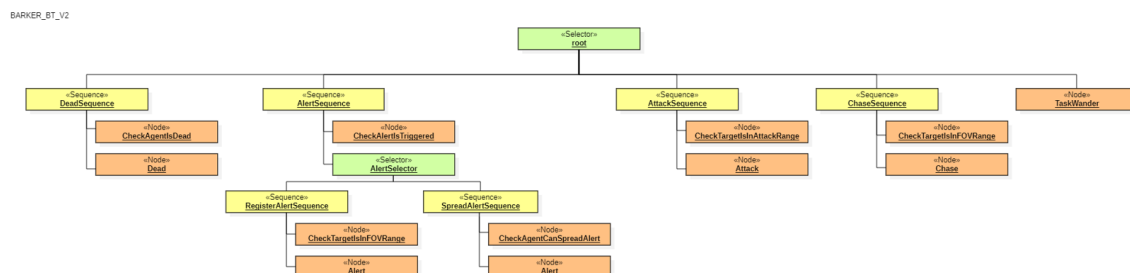 BARKER_BT_V2
«Selector»
root
«Sequence»
DeadSequence
«Sequence»
AlertSequence
«Sequence»
AttackSequence
«Sequence»
ChaseSequence
«Node»
TaskWander
«Node»
CheckAgentIsDead
«Node»
CheckAlertIsTriggered
«Node»
CheckTargetIsInAttackRange
«Node»
CheckTargetIsInFOVRange
«Node»
Dead
«Selector»
AlertSelector
«Node»
Attack
«Node»
Chase
«Sequence»
RegisterAlertSequence
«Sequence»
SpreadAlertSequence
«Node»
CheckTargetIsInFOVRange
«Node»
CheckAgentCanSpreadAlert
«Node»
Alert
«Node»
Alert